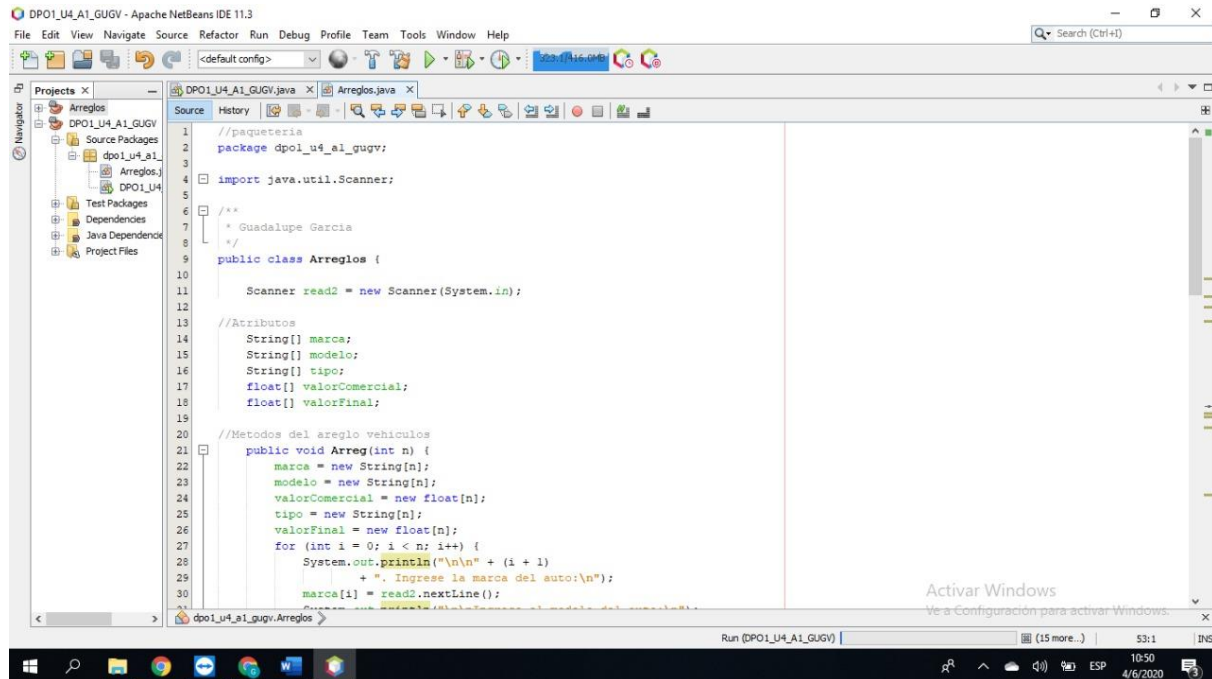 DPO1_U4_A1_GUGV - Apache NetBeans IDE 11.3
File Edit View Navigate Source Refactor Run Debug Profile Team Tools Window Help
Search (Ctrl+I)
<default config>
323.1/416.0MB
Projects
DPO1_U4_A1_GUGV.java
Arreglos.java
Navigator
Arreglos
DPO1_U4_A1_GUGV
Source Packages
dpo1_u4_a1_
Arreglos.j
DPO1_U4
Test Packages
Dependencies
Java Dependencie
Project Files
Source History
1 //paqueteria
2 package dpo1_u4_a1_gugv;
3
4 import java.util.Scanner;
5
6 /**
7 * Guadalupe Garcia
8 */
9 public class Arreglos {
10
11 Scanner read2 = new Scanner(System.in);
12
13 //Atributos
14 String[] marca;
15 String[] modelo;
16 String[] tipo;
17 float[] valorComercial;
18 float[] valorFinal;
19
20 //Metodos del areglo vehiculos
21 public void Arreg(int n) {
22 marca = new String[n];
23 modelo = new String[n];
24 valorComercial = new float[n];
25 tipo = new String[n];
26 valorFinal = new float[n];
27 for (int i = 0; i < n; i++) {
28 System.out.println("\n\n" + (i + 1)
29 + ". Ingrese la marca del auto:\n");
30 marca[i] = read2.nextLine();
Activar Windows
Ve a Configuración para activar Windows.
dpo1_u4_a1_gugv.Arreglos
Run (DPO1_U4_A1_GUGV)
(15 more...)
53:1
INS
ESP
10:50
4/6/2020
3